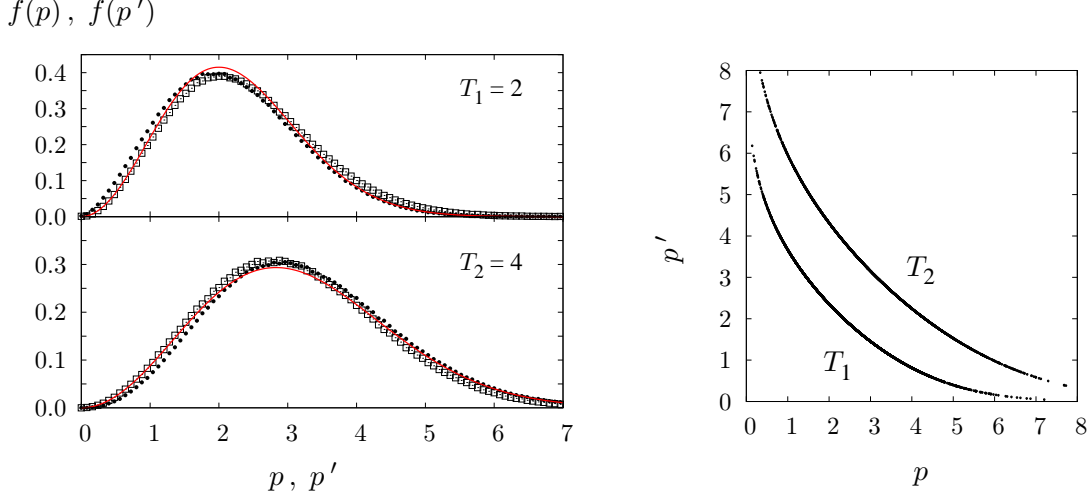 f(p) , f(p′)
0.4
0.3
0.2
0.1
0.0
T1 = 2
0.3
0.2
0.1
0.0
T2 = 4
0 1 2 3 4 5 6 7
p , p′
8
7
6
5
4
3
2
1
0
p′
T2
T1
0 1 2 3 4 5 6 7 8
p